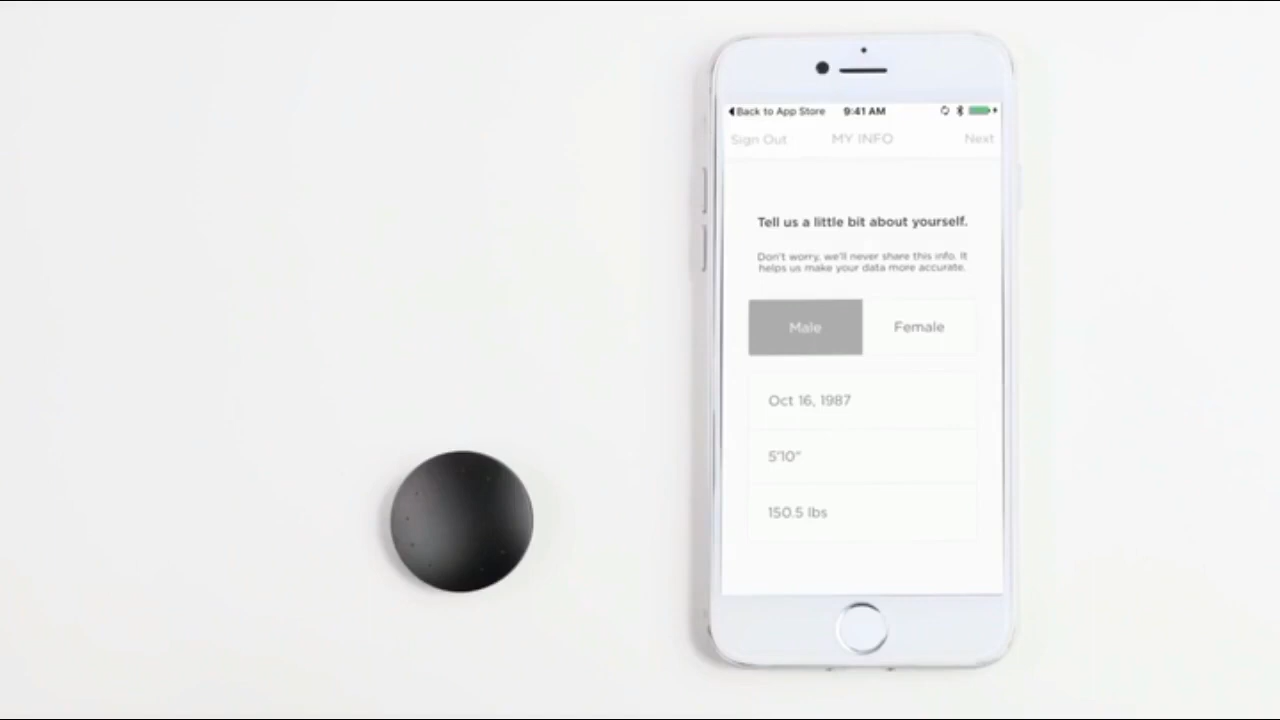 Back to App Store 9:41 AM
Sign Out MY INFO Next
Tell us a little bit about yourself.
Don't worry, we'll never share this info. It
helps us make your data more accurate.
Male Female
Oct 16, 1987
5'10"
150.5 lbs